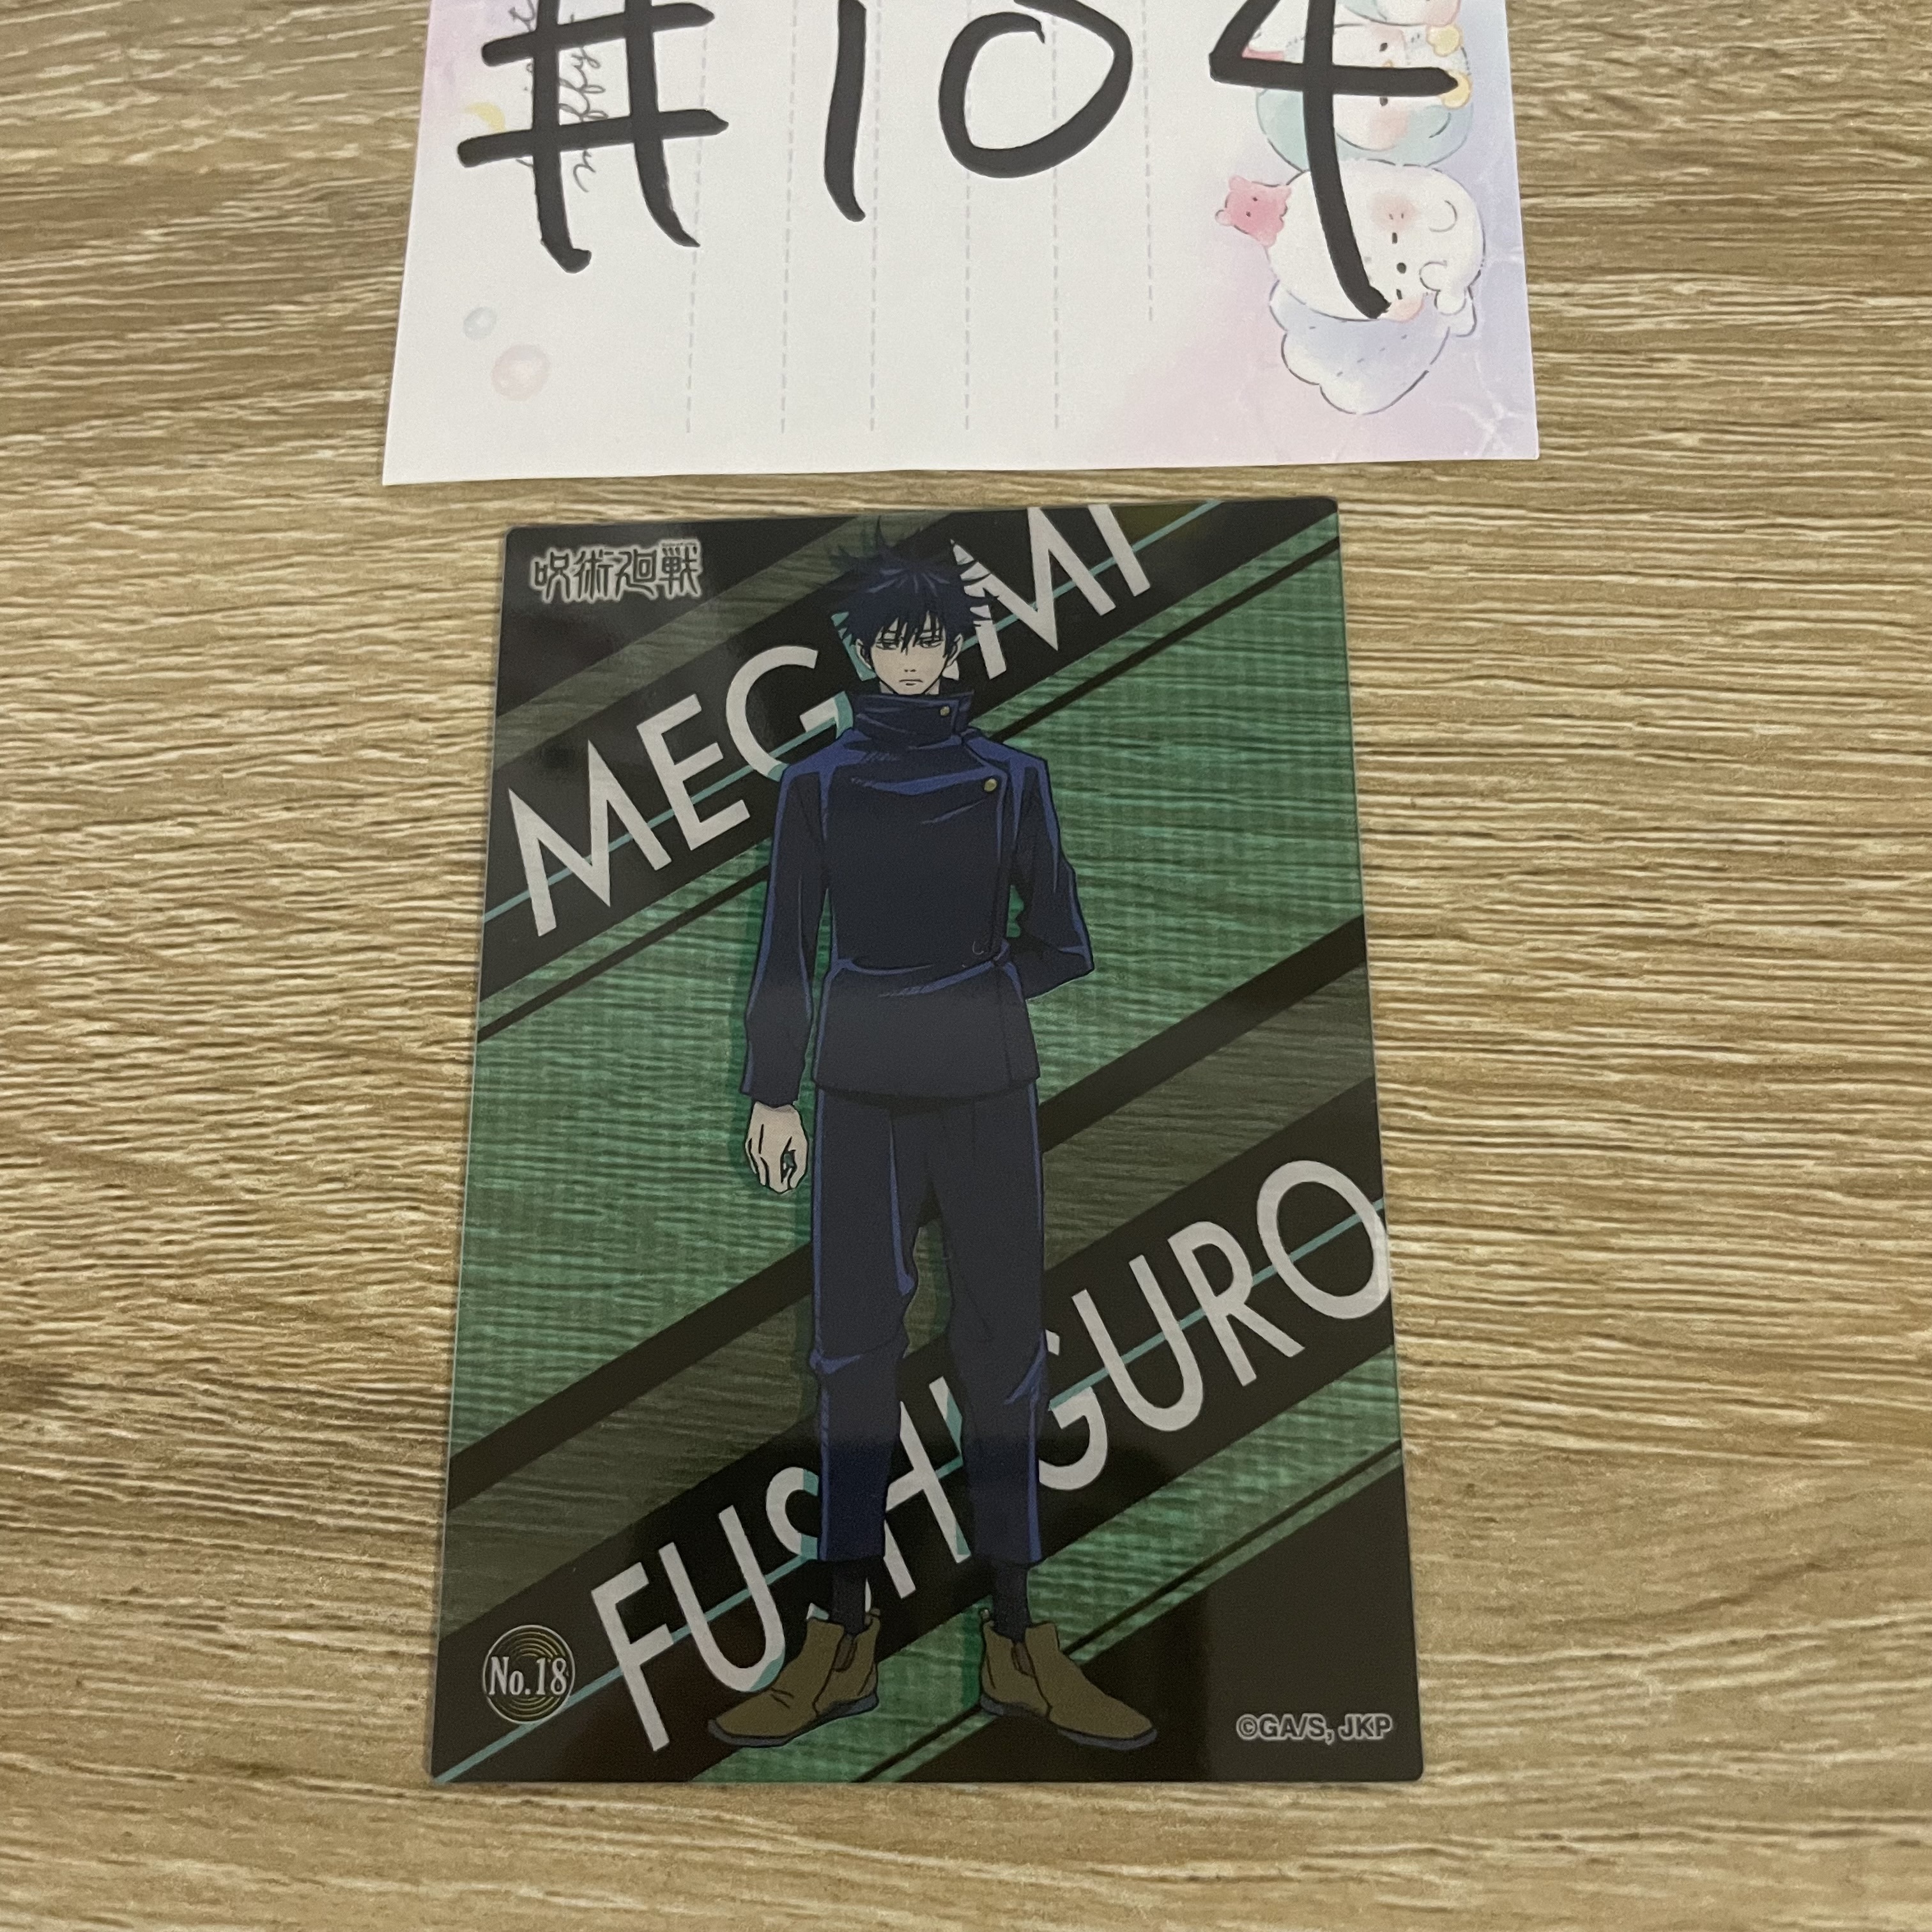 #104
呪術廻戦
MEGUMI
FUSHIGURO
No.18
©GA/S, JKP